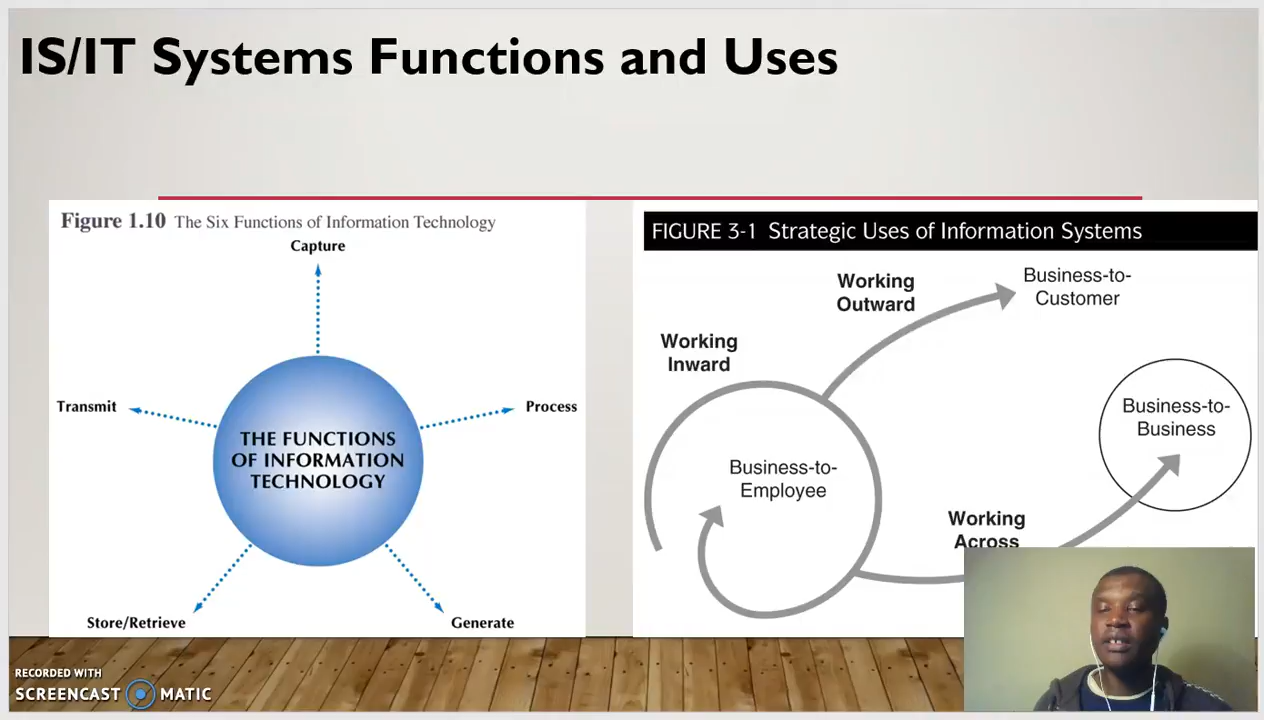 IS/IT Systems Functions and Uses
Figure 1.10 The Six Functions of Information Technology
Capture
Transmit
Process
THE FUNCTIONS
OF INFORMATION
TECHNOLOGY
Store/Retrieve
Generate
FIGURE 3-1 Strategic Uses of Information Systems
Working
Outward
Business-to-
Customer
Working
Inward
Business-to-
Business
Business-to-
Employee
Working
Across
RECORDED WITH
SCREENCAST MATIC